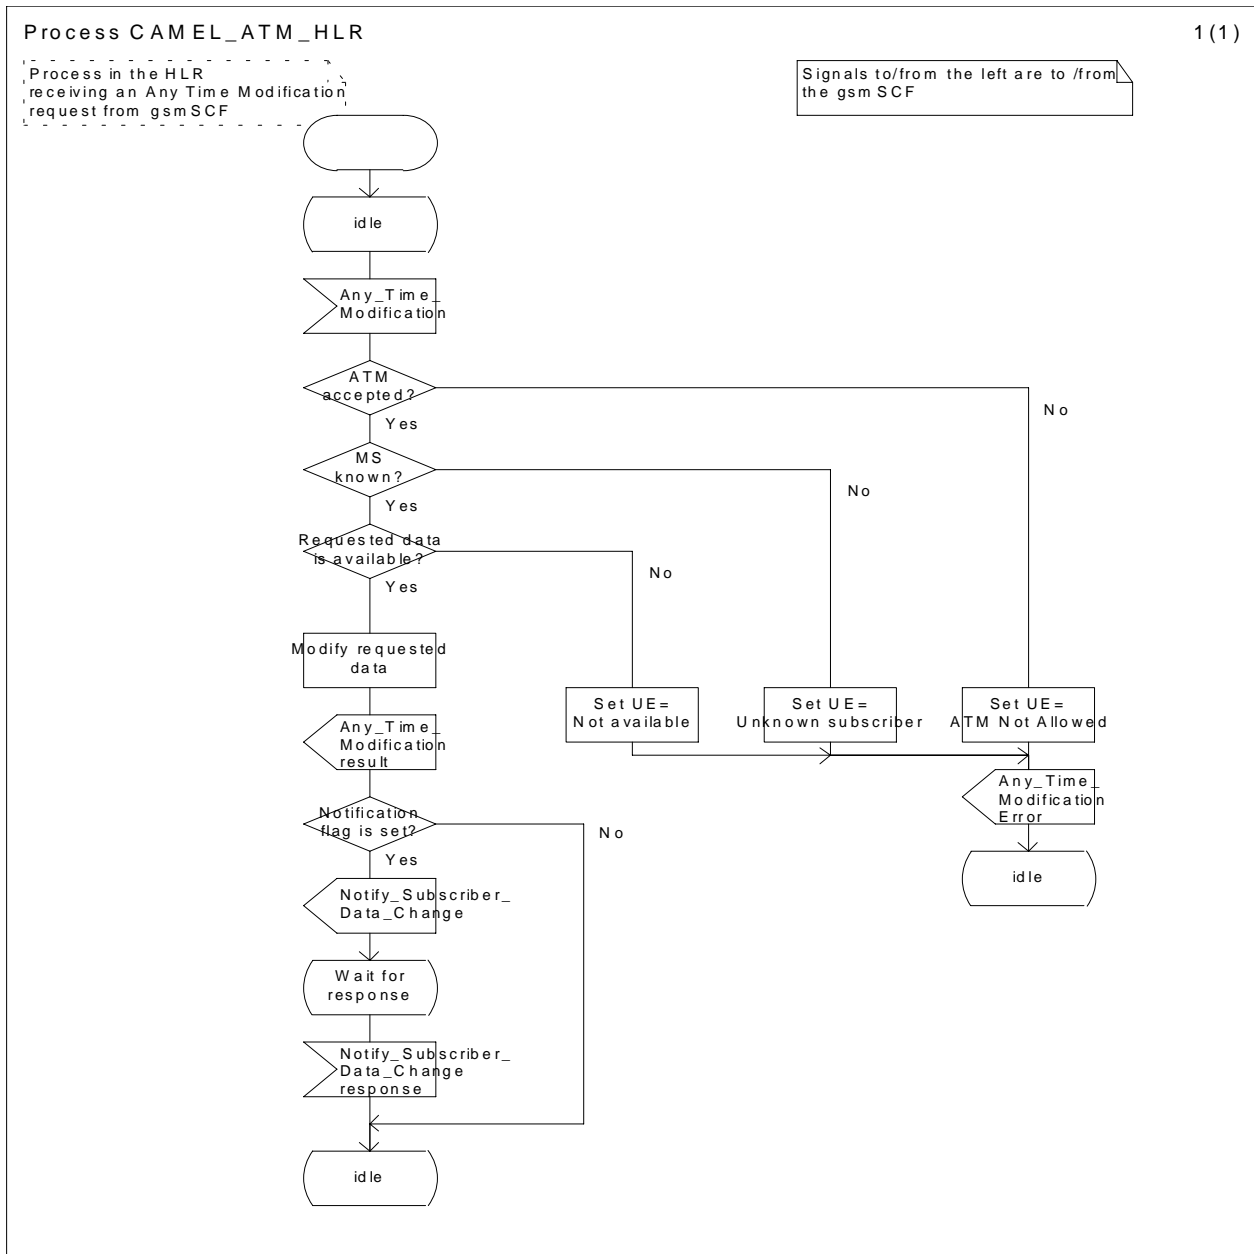 Process CAMEL_ATM_HLR
1(1)
Process in the HLR
receiving an Any Time Modification
request from gsmSCF
Signals to/from the left are to /from
the gsmSCF
idle
Any_Time_
Modification
ATM
accepted?
No
Yes
MS
known?
No
Yes
Requested data
is available?
No
Yes
Modify requested
data
Set UE=
Not available
Set UE=
Unknown subscriber
Set UE=
ATM Not Allowed
Any_Time_
Modification
result
Any_Time_
Modification
Error
Notification
flag is set?
No
Yes
idle
Notify_Subscriber_
Data_Change
Wait for
response
Notify_Subscriber_
Data_Change
response
idle